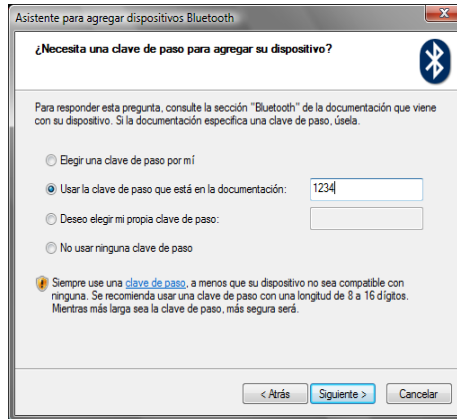 Asistente para agregar dispositivos Bluetooth
¿Necesita una clave de paso para agregar su dispositivo?
Para responder esta pregunta, consulte la sección "Bluetooth" de la documentación que viene
con su dispositivo. Si la documentación especifica una clave de paso, úsela.
Elegir una clave de paso por mí
Usar la clave de paso que está en la documentación: 1234
Deseo elegir mi propia clave de paso:
No usar ninguna clave de paso
Siempre use una clave de paso, a menos que su dispositivo no sea compatible con
ninguna. Se recomienda usar una clave de paso con una longitud de 8 a 16 dígitos.
Mientras más larga sea la clave de paso, más segura será.
< Atrás Siguiente > Cancelar